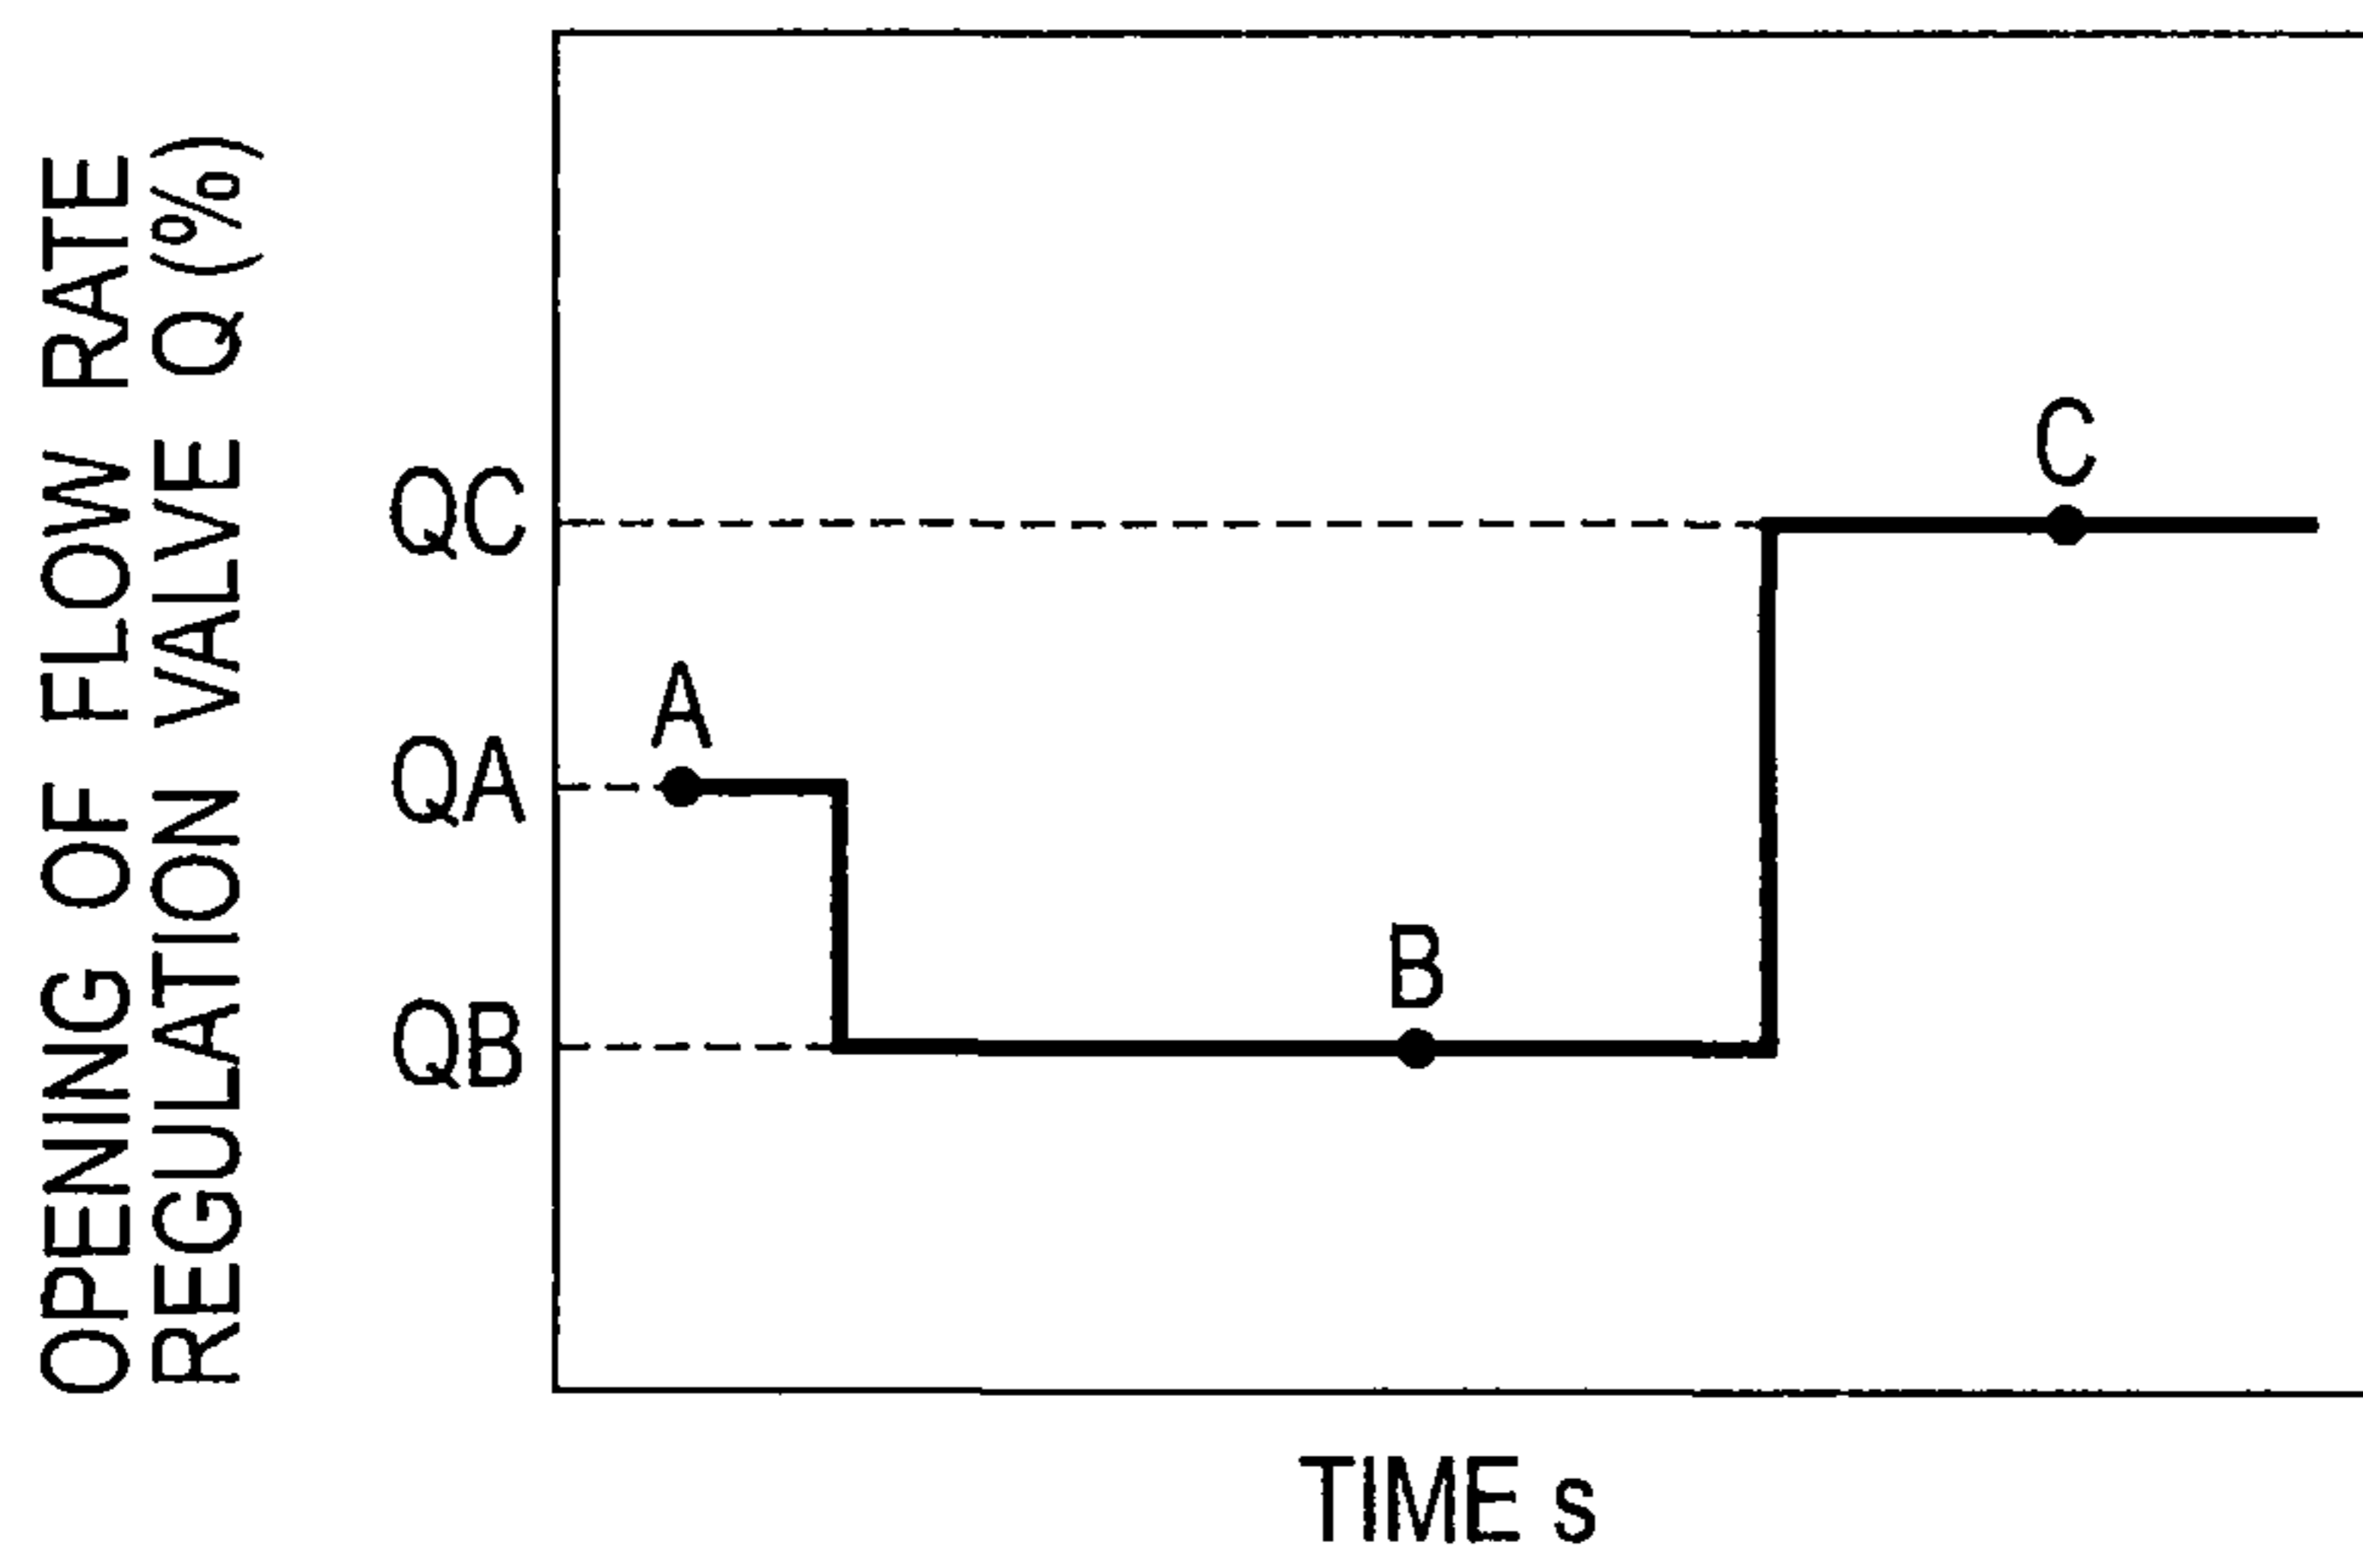 OPENING OF FLOW RATE
REGULATION VALVE Q (%)
QC
C
A
QA
B
QB
TIME s